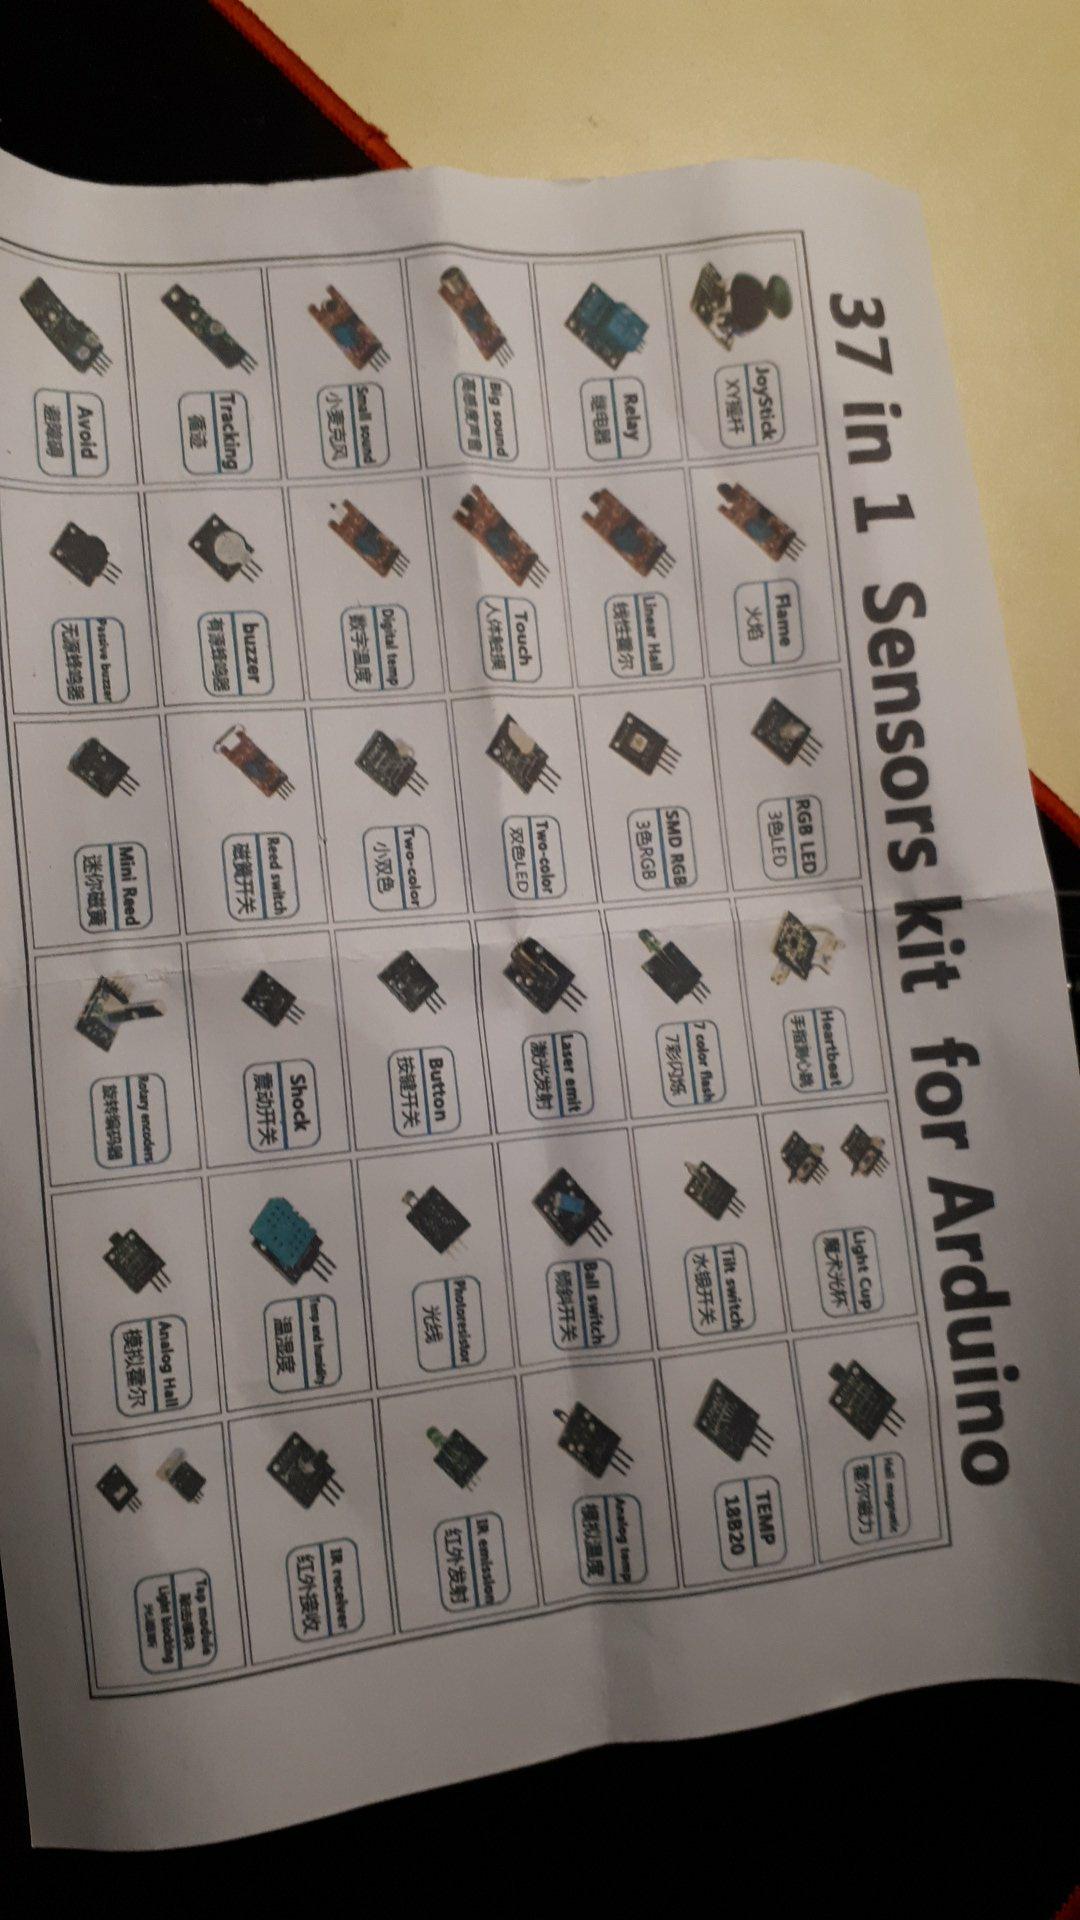 37 in 1 Sensors kit for Arduino
JoyStick
XY摇杆
Flame
火焰
RGB LED
3色LED
Heartbeat
手指测心跳
Light Cup
魔术光杯
Hall magnetic
霍尔磁力
Relay
继电器
Linear Hall
线性霍尔
SMD RGB
3色RGB
7 color flash
7彩闪烁
Tilt switch
水银开关
TEMP
18B20
Big sound
高感度声音
Touch
人体触摸
Two-color
双色LED
Laser emit
激光发射
Ball switch
倾斜开关
Analog temp
模拟温度
Small sound
小麦克风
Digital temp
数字温度
Two-color
小双色
Button
按键开关
Photoresistor
光线
IR emission
红外发射
Tracking
循迹
buzzer
有源蜂鸣器
Reed switch
磁簧开关
Shock
震动开关
Temp and humidity
温湿度
IR receiver
红外接收
Avoid
避障碍
Passive buzzer
无源蜂鸣器
Mini Reed
迷你磁簧
Rotary encoders
旋转编码器
Analog Hall
模拟霍尔
Tap module
敲击模块
Light blocking